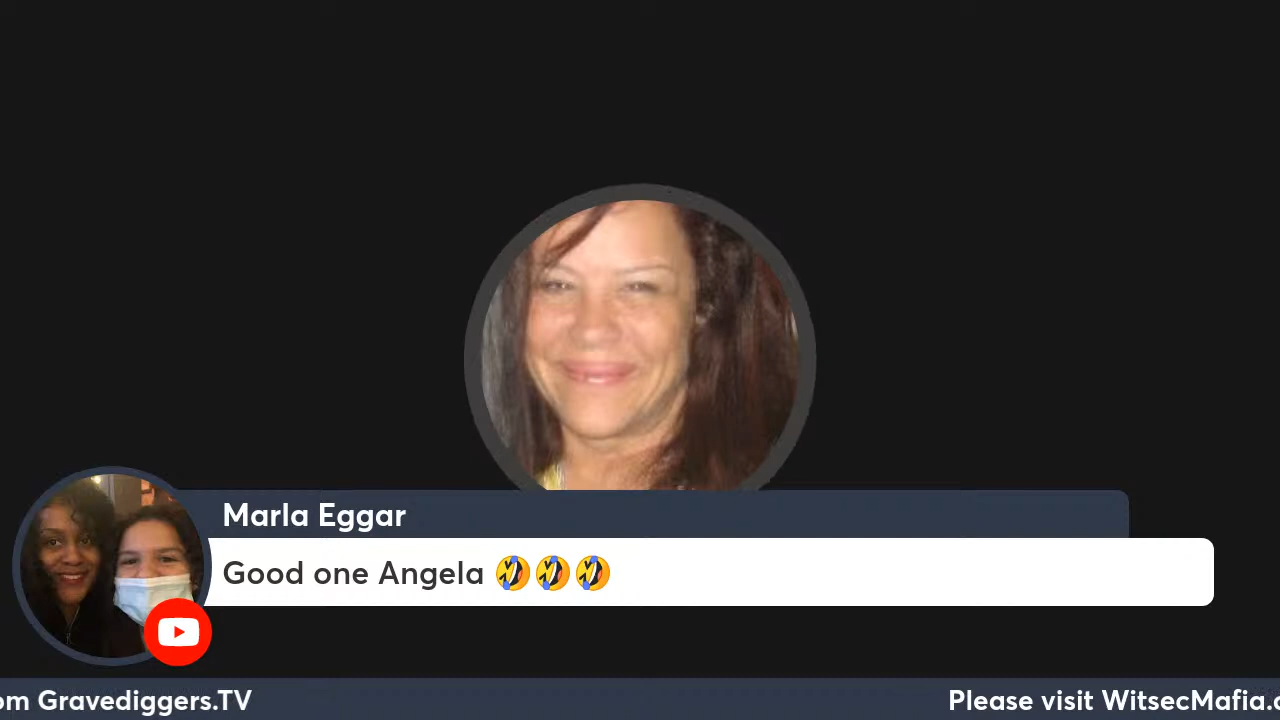 Marla Eggar
Good one Angela 🤣🤣🤣
om Gravediggers.TV
Please visit WitsecMafia.c